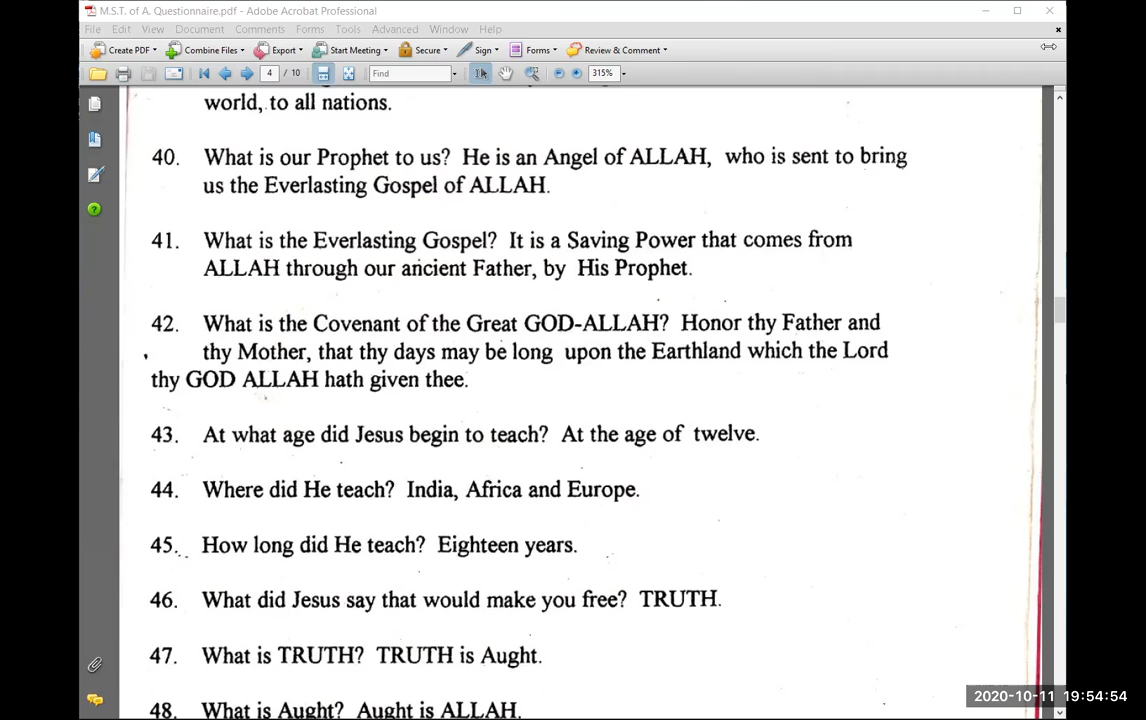 M.S.T. of A. Questionnaire.pdf - Adobe Acrobat Professional
File Edit View Document Comments Forms Tools Advanced Window Help
Create PDF Combine Files Export Start Meeting Secure Sign Forms Review & Comment
4 / 10 Find 315%
world, to all nations.
40. What is our Prophet to us? He is an Angel of ALLAH, who is sent to bring
us the Everlasting Gospel of ALLAH.
41. What is the Everlasting Gospel? It is a Saving Power that comes from
ALLAH through our ancient Father, by His Prophet.
42. What is the Covenant of the Great GOD-ALLAH? Honor thy Father and
thy Mother, that thy days may be long upon the Earthland which the Lord
thy GOD ALLAH hath given thee.
43. At what age did Jesus begin to teach? At the age of twelve.
44. Where did He teach? India, Africa and Europe.
45. How long did He teach? Eighteen years.
46. What did Jesus say that would make you free? TRUTH.
47. What is TRUTH? TRUTH is Aught.
48. What is Aught? Aught is ALLAH.
2020-10-11 19:54:54